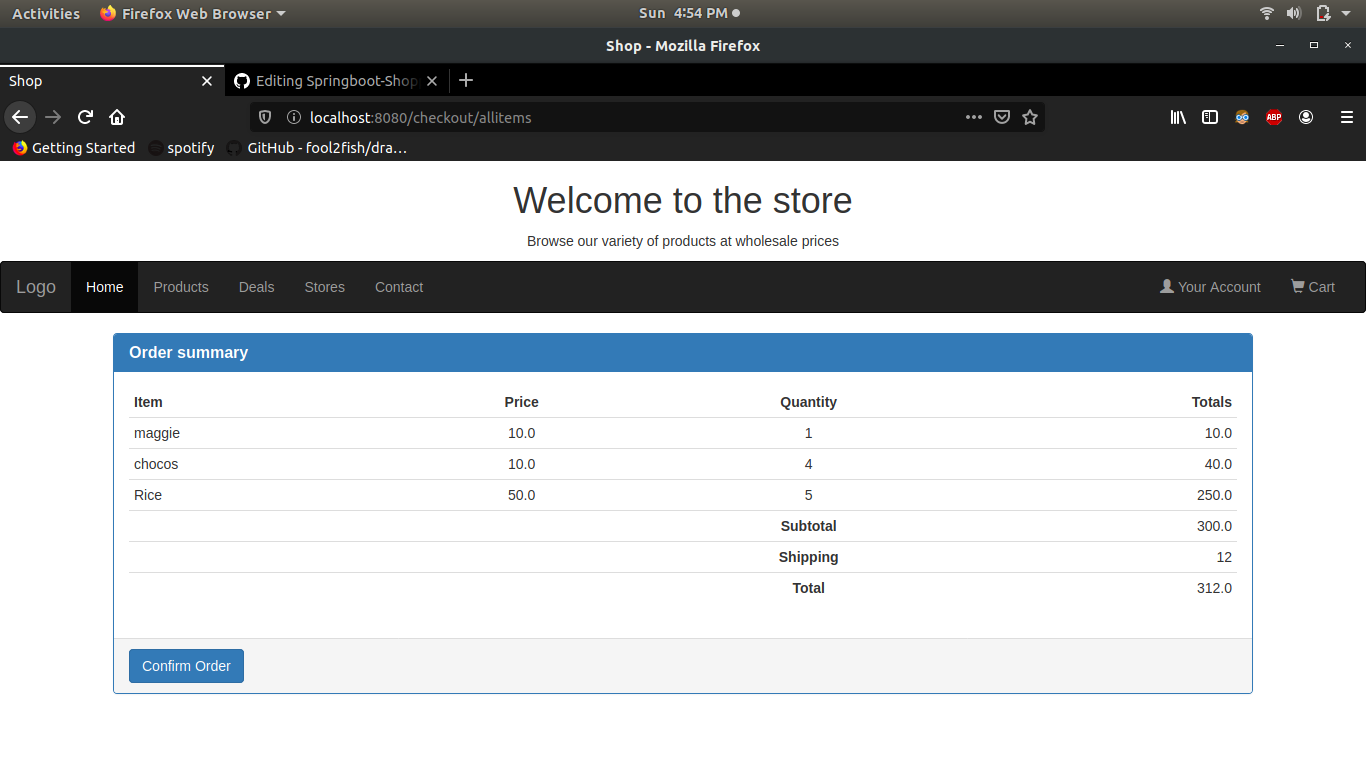 Activities Firefox Web Browser Sun 4:54 PM
Shop - Mozilla Firefox
Shop Editing Springboot-Shop
localhost:8080/checkout/allitems ABP
Getting Started spotify GitHub - fool2fish/dra…
Welcome to the store
Browse our variety of products at wholesale prices
Logo Home Products Deals Stores Contact Your Account Cart
Order summary
Item Price Quantity Totals
maggie 10.0 1 10.0
chocos 10.0 4 40.0
Rice 50.0 5 250.0
Subtotal 300.0
Shipping 12
Total 312.0
Confirm Order